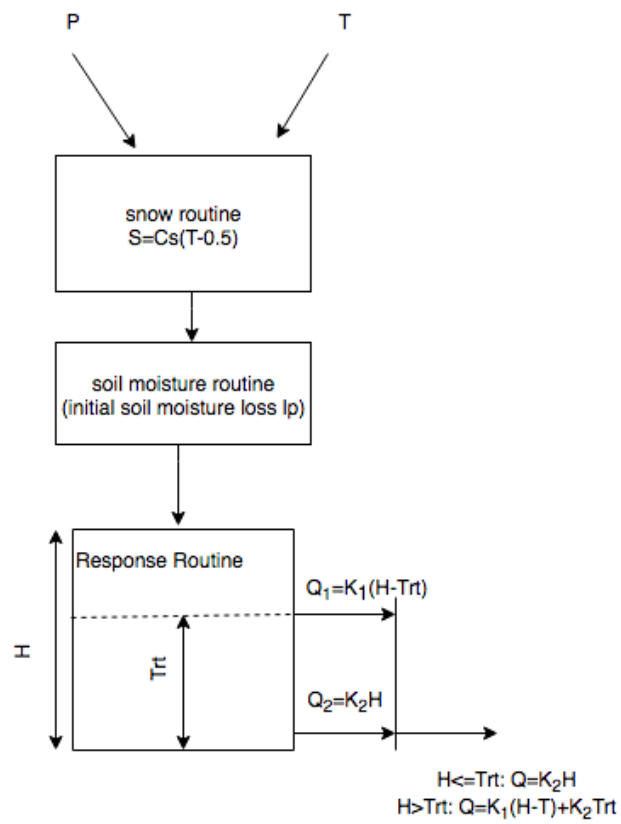 P
T
snow routine
S=Cs(T-0.5)
soil moisture routine
(initial soil moisture loss lp)
Response Routine
Q₁=K₁(H-Trt)
H
Trt
Q₂=K₂H
H<=Trt: Q=K₂H
H>Trt: Q=K₁(H-T)+K₂Trt